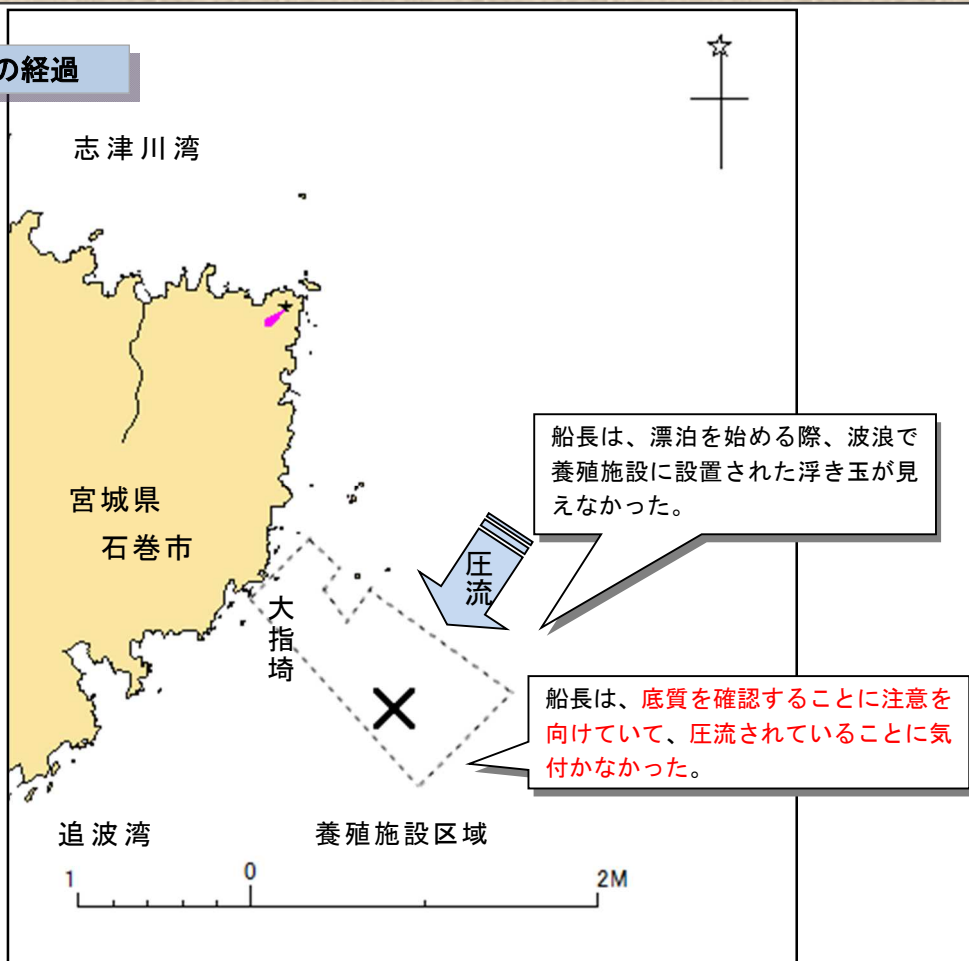 の経過
志津川湾
船長は、漂泊を始める際、波浪で
養殖施設に設置された浮き玉が見
えなかった。
宮城県
石巻市
圧流
大指埼
船長は、底質を確認することに注意を
向けていて、圧流されていることに気
付かなかった。
追波湾
養殖施設区域
1 0 2M